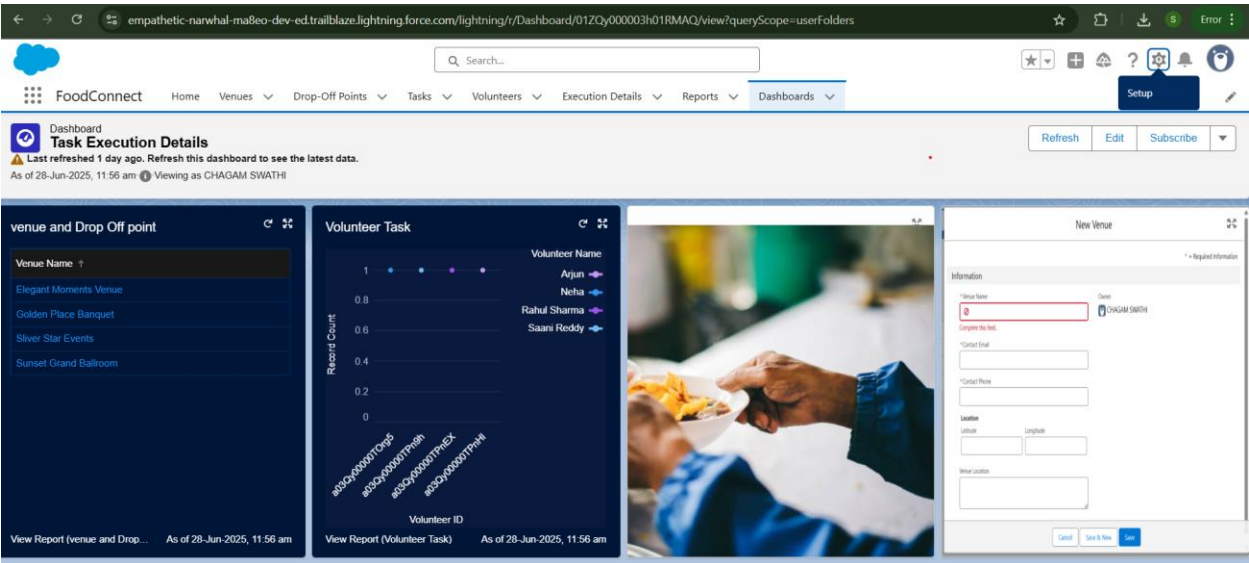 empathetic-narwhal-ma8eo-dev-ed.trailblaze.lightning.force.com/lightning/r/Dashboard/01ZQy000003h01RMAQ/view?queryScope=userFolders
S
Error
Search...
Setup
FoodConnect Home Venues Drop-Off Points Tasks Volunteers Execution Details Reports Dashboards
Dashboard
Task Execution Details
Last refreshed 1 day ago. Refresh this dashboard to see the latest data.
As of 28-Jun-2025, 11:56 am Viewing as CHAGAM SWATHI
Refresh Edit Subscribe
venue and Drop Off point
Venue Name ↑
Elegant Moments Venue
Golden Place Banquet
Sliver Star Events
Sunset Grand Ballroom
View Report (venue and Drop... As of 28-Jun-2025, 11:56 am
Volunteer Task
Volunteer Name
Arjun
Neha
Rahul Sharma
Saani Reddy
Record Count
1
0.8
0.6
0.4
0.2
0
a03Qy00000TOrg5
a03Qy00000TPn9h
a03Qy00000TPnEX
a03Qy00000TPnHl
Volunteer ID
View Report (Volunteer Task) As of 28-Jun-2025, 11:56 am
New Venue
* = Required Information
Information
*Venue Name
Complete this field.
Owner
CHAGAM SWATHI
*Contact Email
*Contact Phone
Location
Latitude Longitude
Venue Location
Cancel Save & New Save